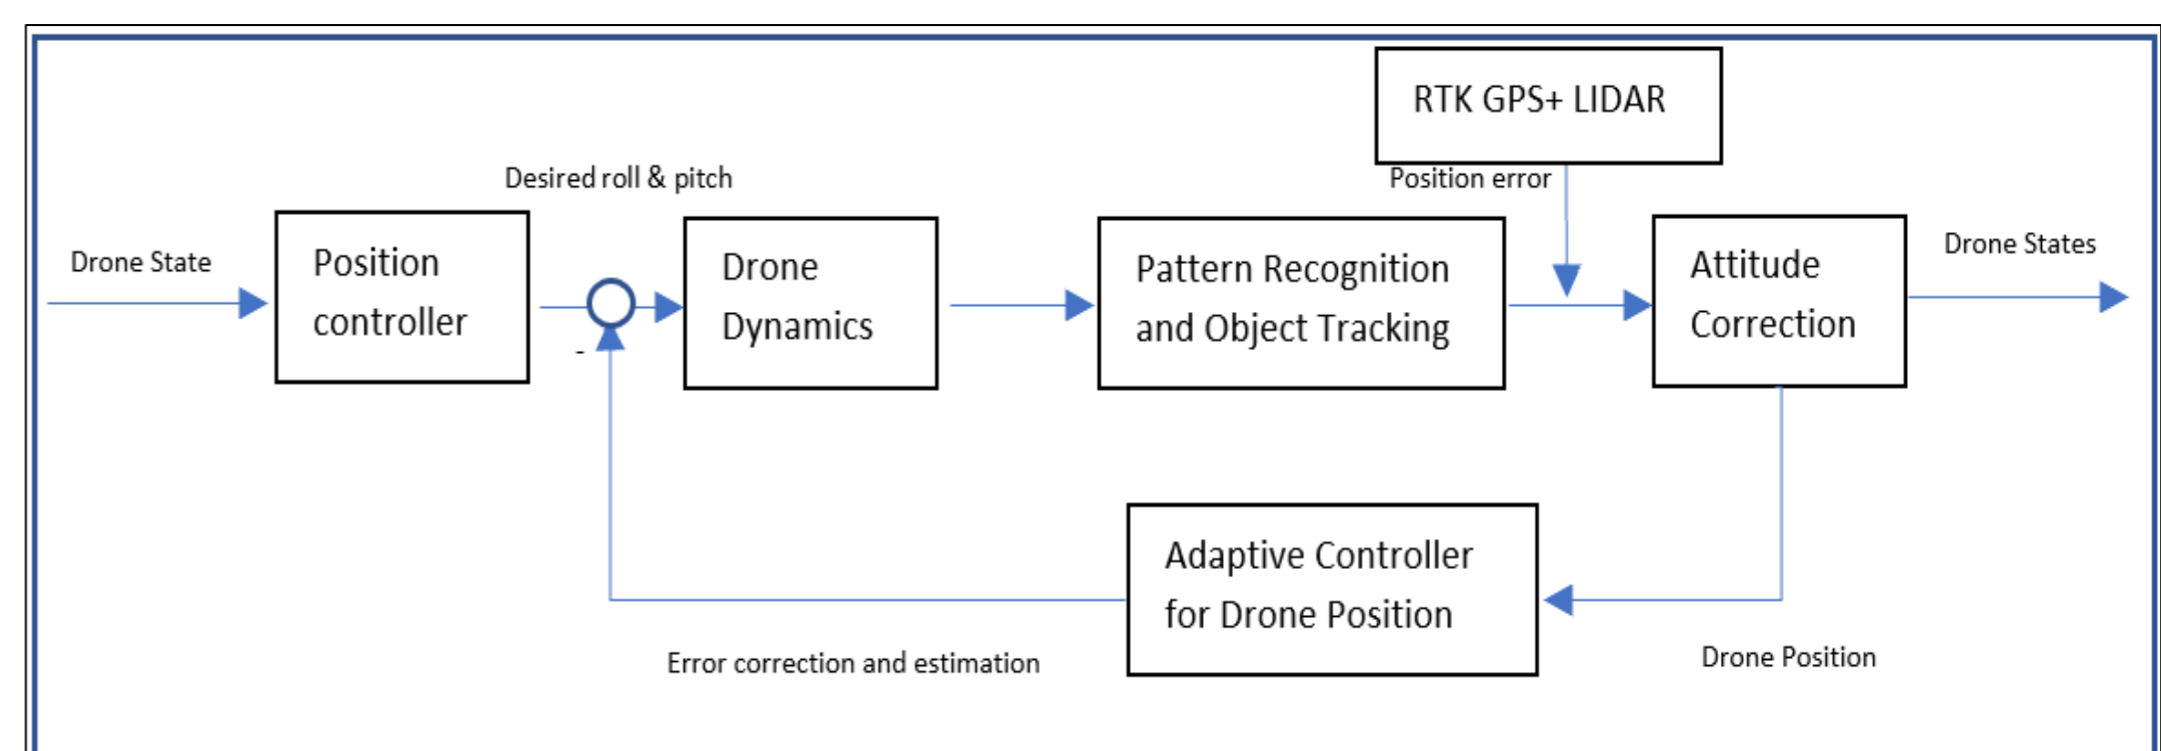 RTK GPS+ LIDAR
Desired roll & pitch
Position error
Drone State
Position
controller
-
Drone
Dynamics
Pattern Recognition
and Object Tracking
Attitude
Correction
Drone States
Adaptive Controller
for Drone Position
Error correction and estimation
Drone Position